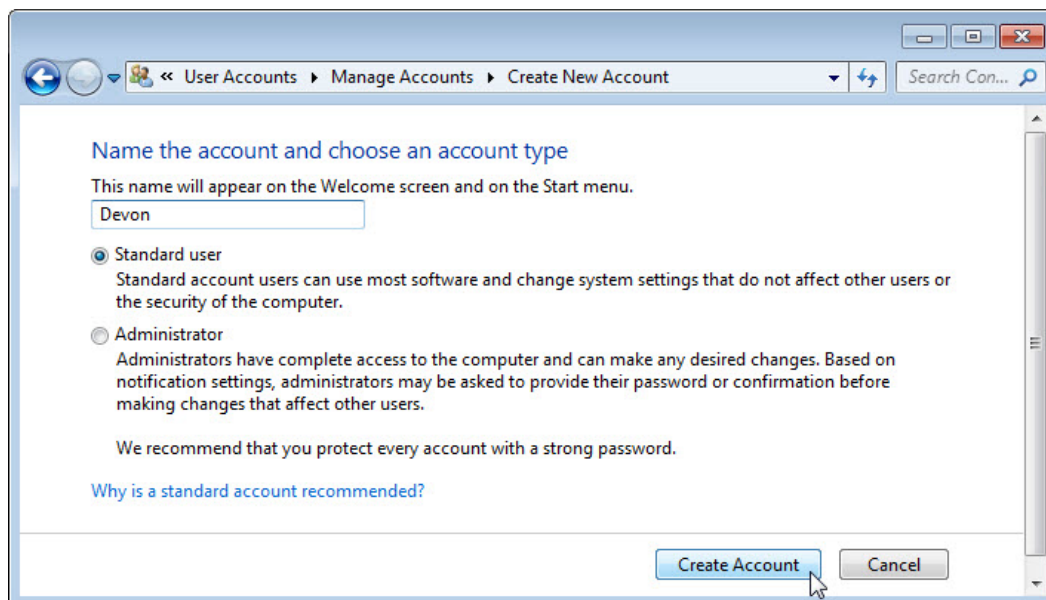 « User Accounts ▸ Manage Accounts ▸ Create New Account
Search Con...
Name the account and choose an account type
This name will appear on the Welcome screen and on the Start menu.
Devon
Standard user
Standard account users can use most software and change system settings that do not affect other users or
the security of the computer.
Administrator
Administrators have complete access to the computer and can make any desired changes. Based on
notification settings, administrators may be asked to provide their password or confirmation before
making changes that affect other users.
We recommend that you protect every account with a strong password.
Why is a standard account recommended?
Create Account
Cancel